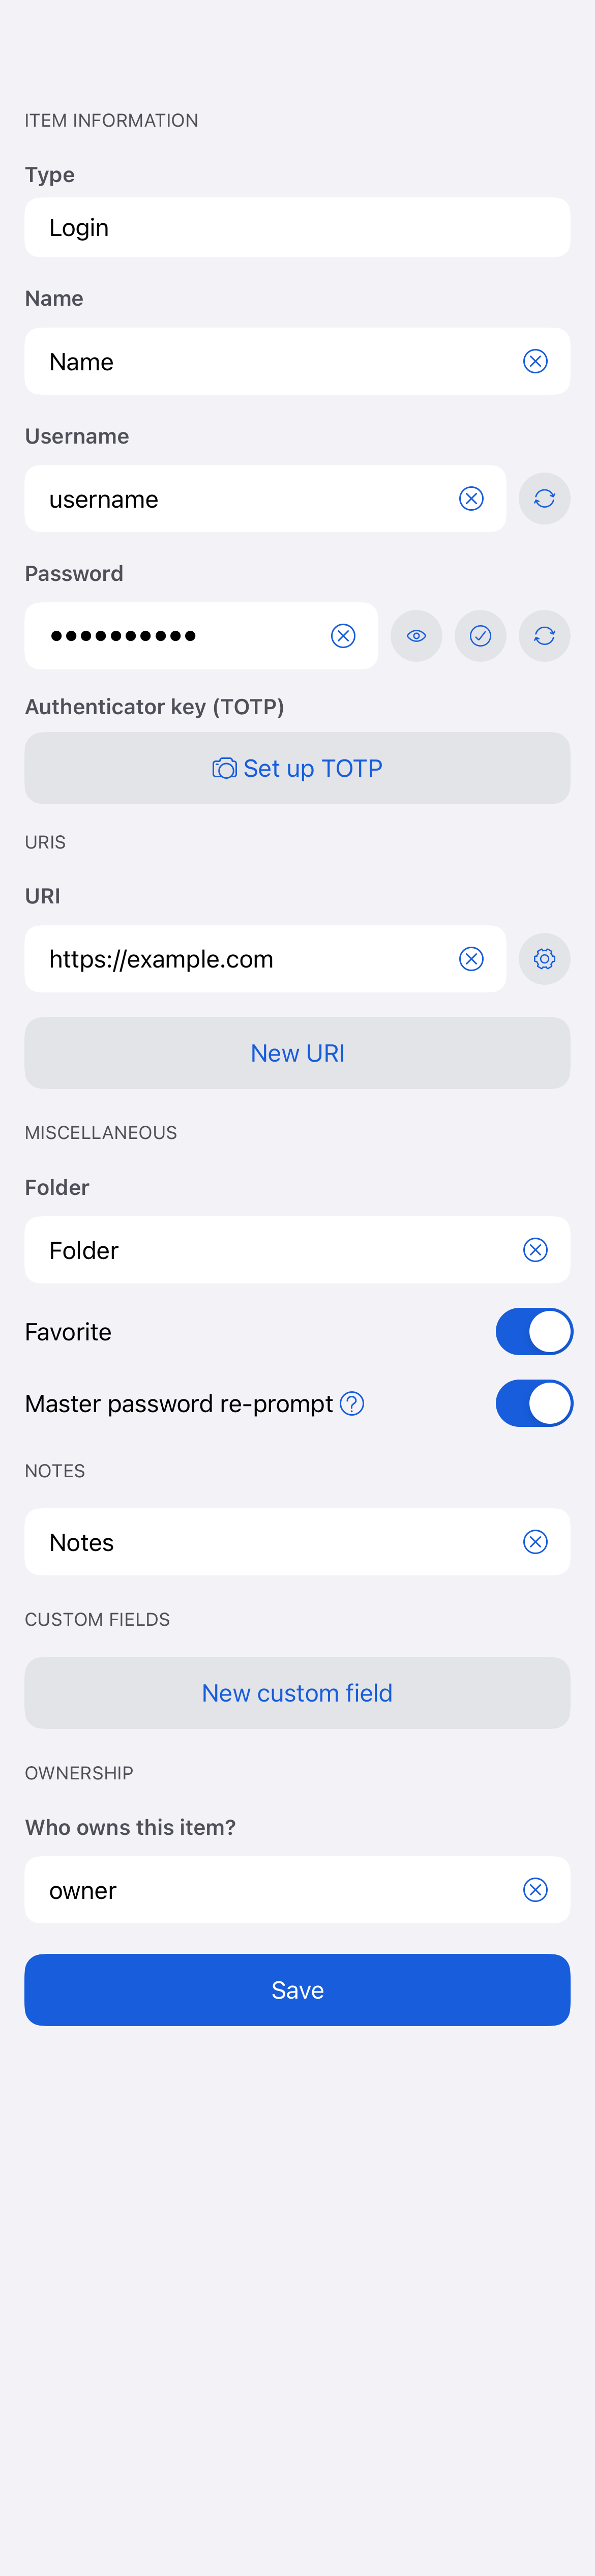 ITEM INFORMATION
Type
Login
Name
Name
Username
username
Password
●●●●●●●●●●
Authenticator key (TOTP)
Set up TOTP
URIS
URI
https://example.com
New URI
MISCELLANEOUS
Folder
Folder
Favorite
Master password re-prompt
NOTES
Notes
CUSTOM FIELDS
New custom field
OWNERSHIP
Who owns this item?
owner
Save